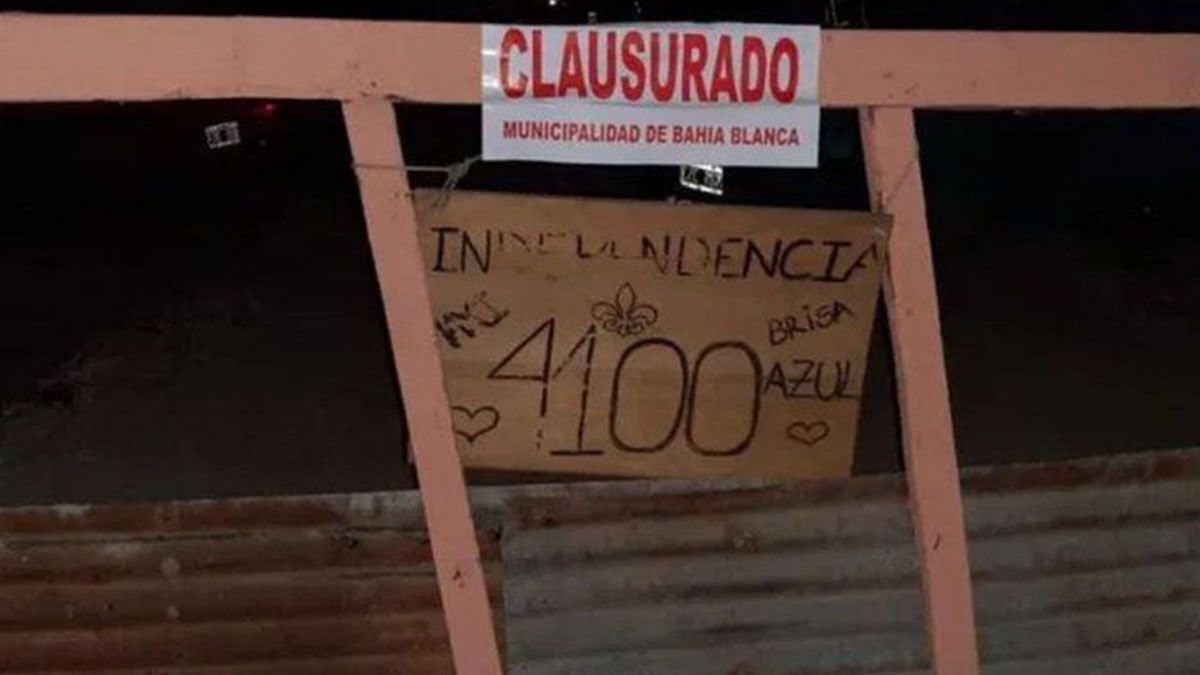 CLAUSURADO
MUNICIPALIDAD DE BAHIA BLANCA
INDEPENDENCIA
4100
BRISA
AZUL